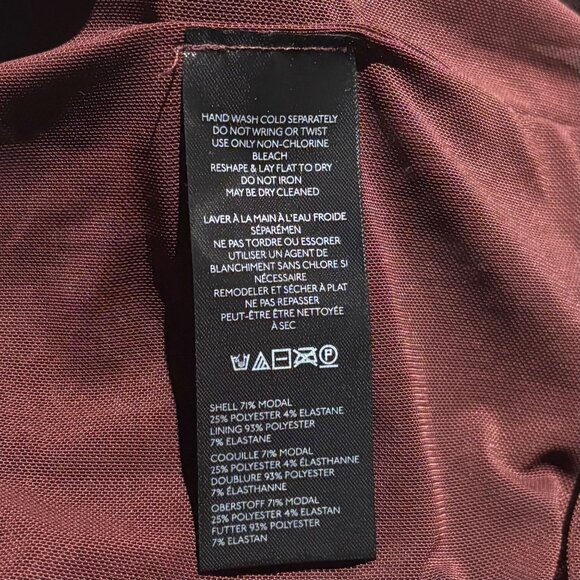 HAND WASH COLD SEPARATELY
DO NOT WRING OR TWIST
USE ONLY NON-CHLORINE
BLEACH
RESHAPE & LAY FLAT TO DRY
DO NOT IRON
MAY BE DRY CLEANED
LAVER À LA MAIN À L'EAU FROIDE
SÉPARÉMEN
NE PAS TORDRE OU ESSORER
UTILISER UN AGENT DE
BLANCHIMENT SANS CHLORE SI
NÉCESSAIRE
REMODELER ET SÉCHER À PLAT
NE PAS REPASSER
PEUT-ÊTRE ÊTRE NETTOYÉE
À SEC
P
SHELL 71% MODAL
25% POLYESTER 4% ELASTANE
LINING 93% POLYESTER
7% ELASTANE
COQUILLE 71% MODAL
25% POLYESTER 4% ÉLASTHANNE
DOUBLURE 93% POLYESTER
7% ÉLASTHANNE
OBERSTOFF 71% MODAL
25% POLYESTER 4% ELASTAN
FUTTER 93% POLYESTER
7% ELASTAN